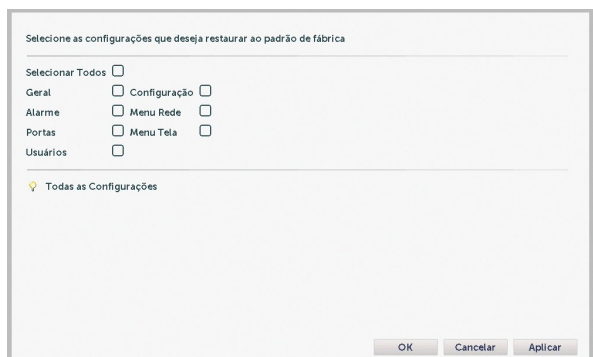 Selecione as configurações que deseja restaurar ao padrão de fábrica
Selecionar Todos
Geral Configuração
Alarme Menu Rede
Portas Menu Tela
Usuários
Todas as Configurações
OK Cancelar Aplicar